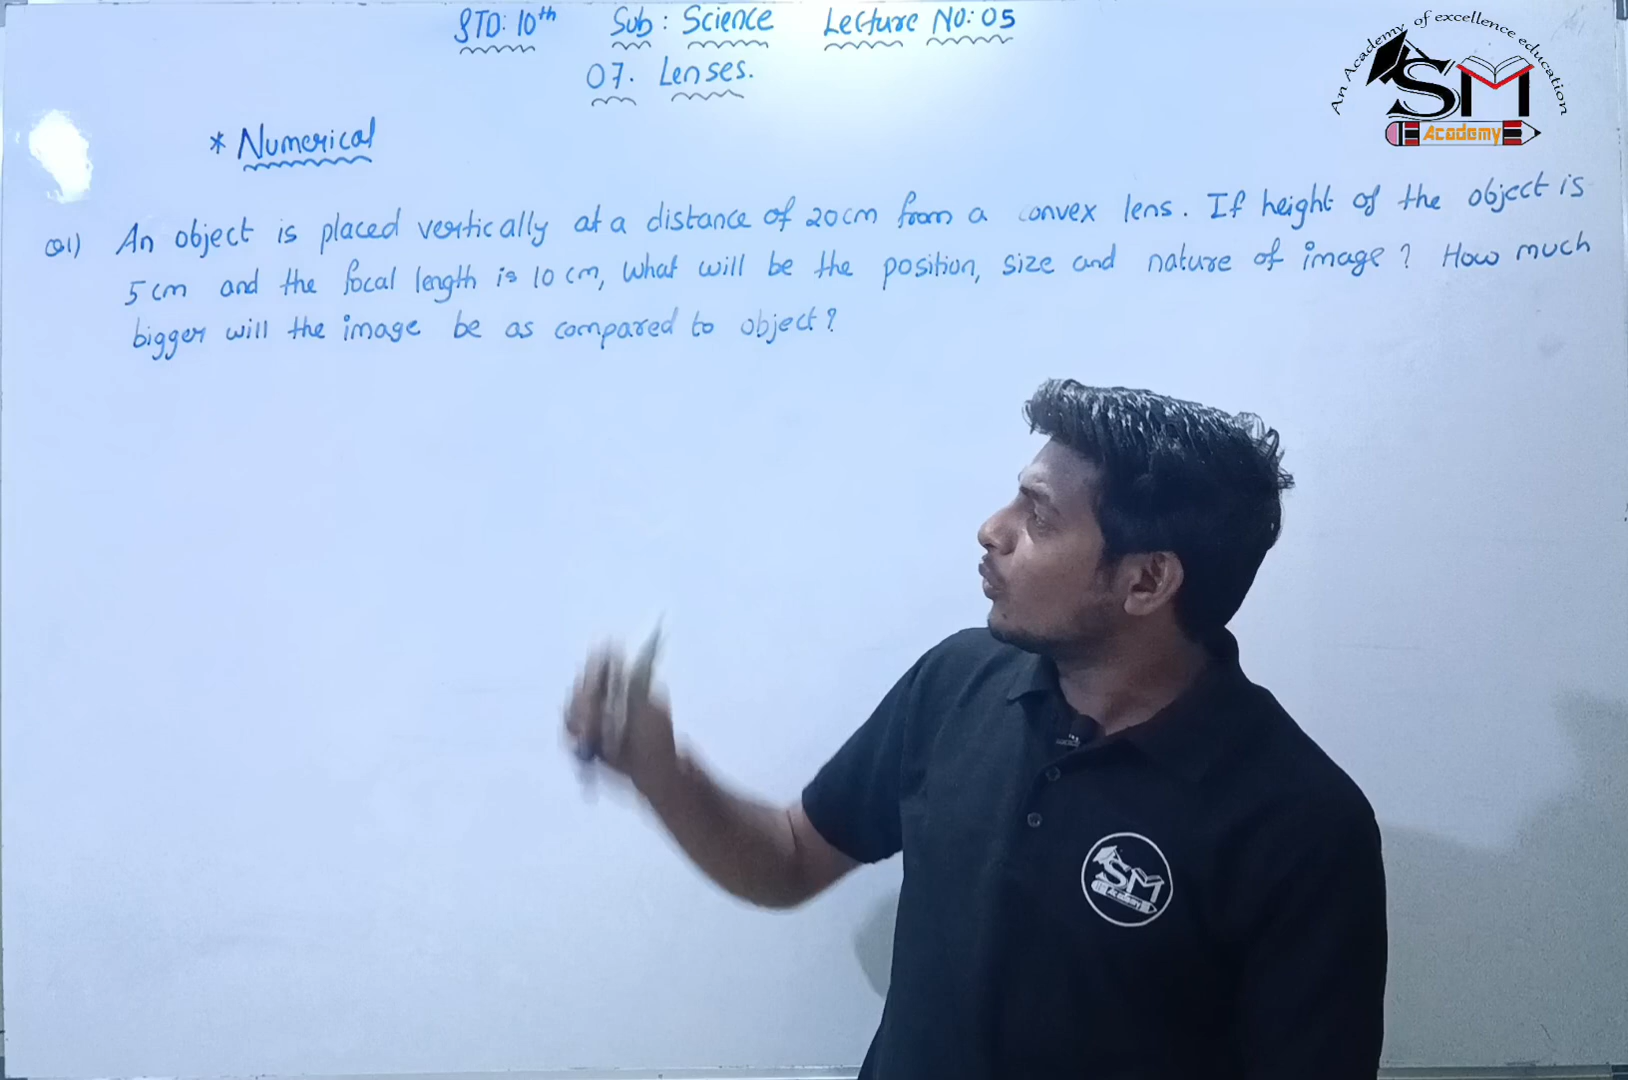 STD: 10th Sub: Science Lecture No: 05
07. Lenses.
An Academy of excellence education
SM
Academy
* Numerical
Q1) An object is placed vertically at a distance of 20cm from a convex lens. If height of the object is
5cm and the focal length is 10 cm, what will be the position, size and nature of image? How much
bigger will the image be as compared to object?
SM
Academy